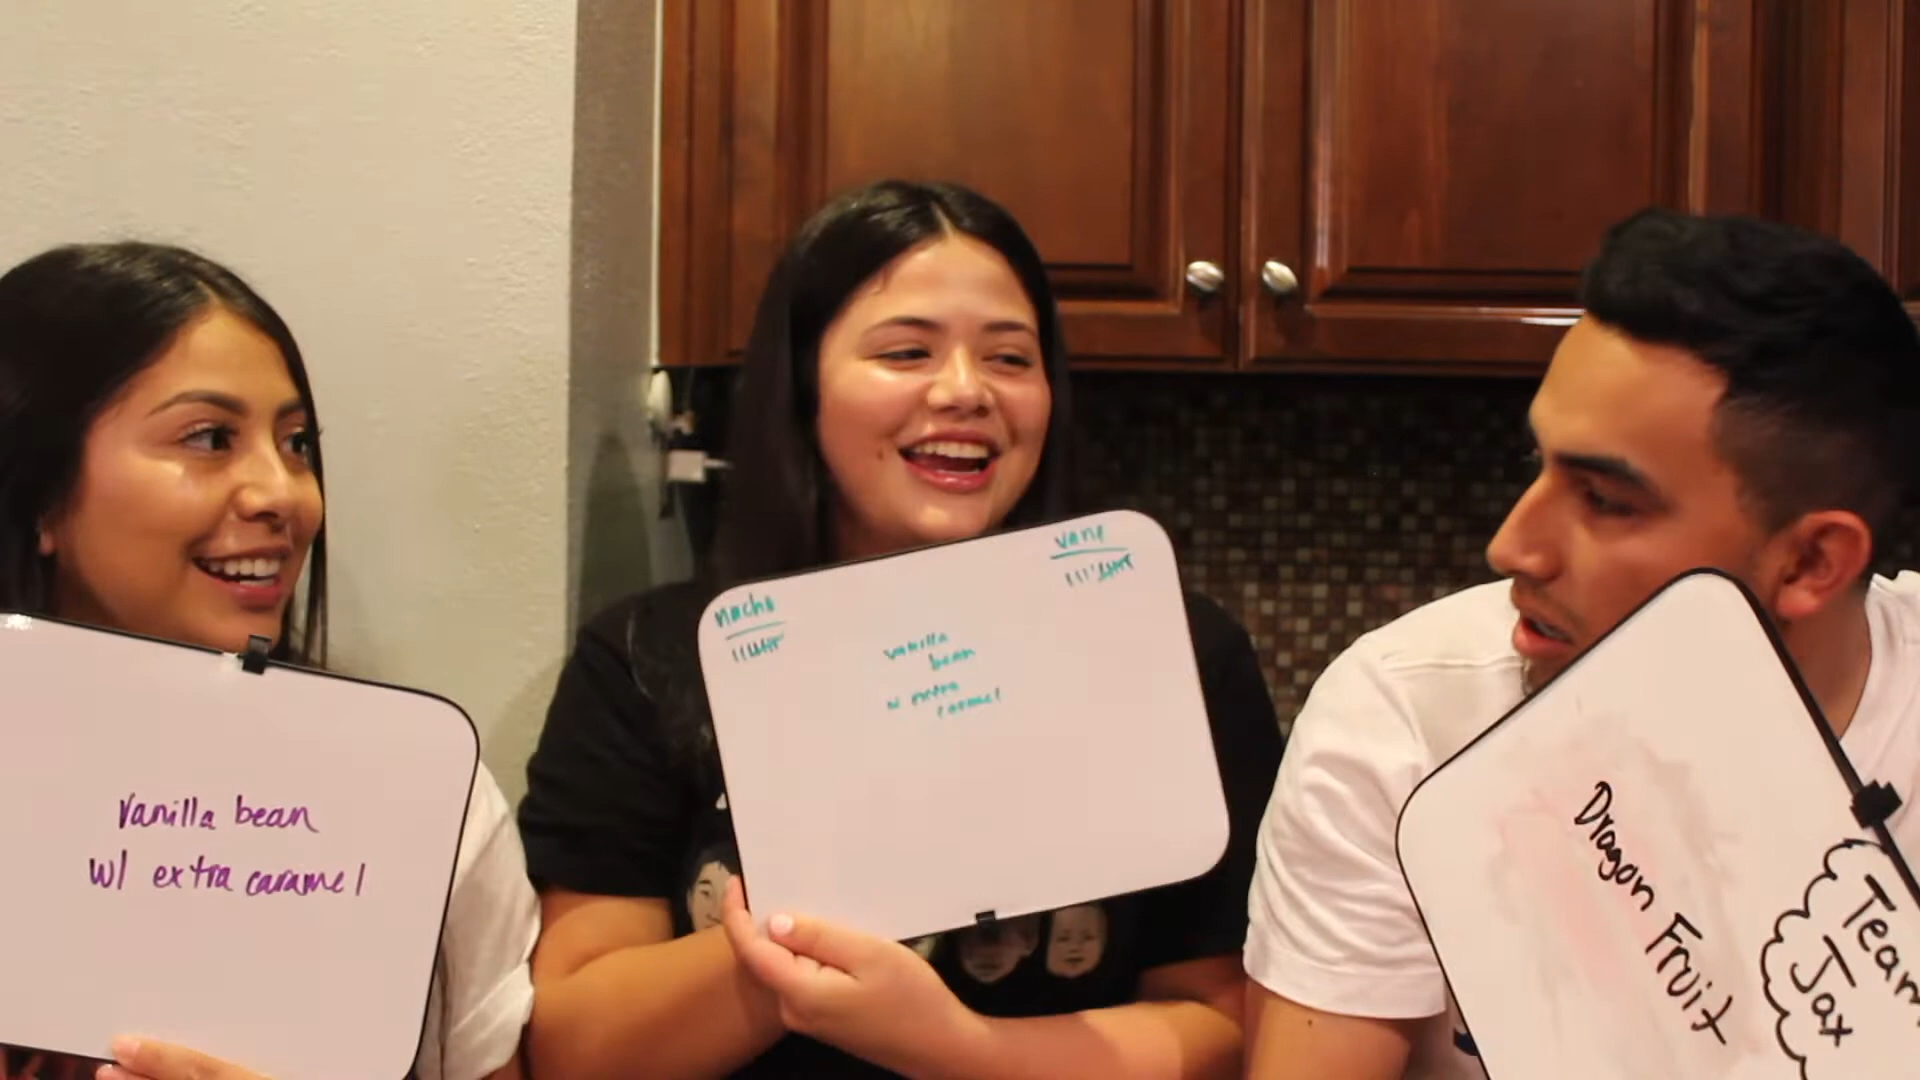 Vanilla bean
w/ extra caramel
nacho
vane
vanilla
bean
w extra
caramel
Dragon Fruit
Team
Jax